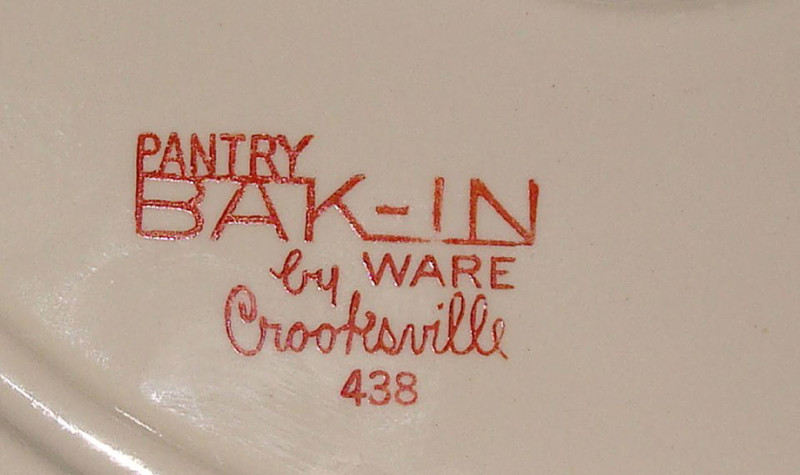 PANTRY
BAK-IN
by WARE
Crooksville
438